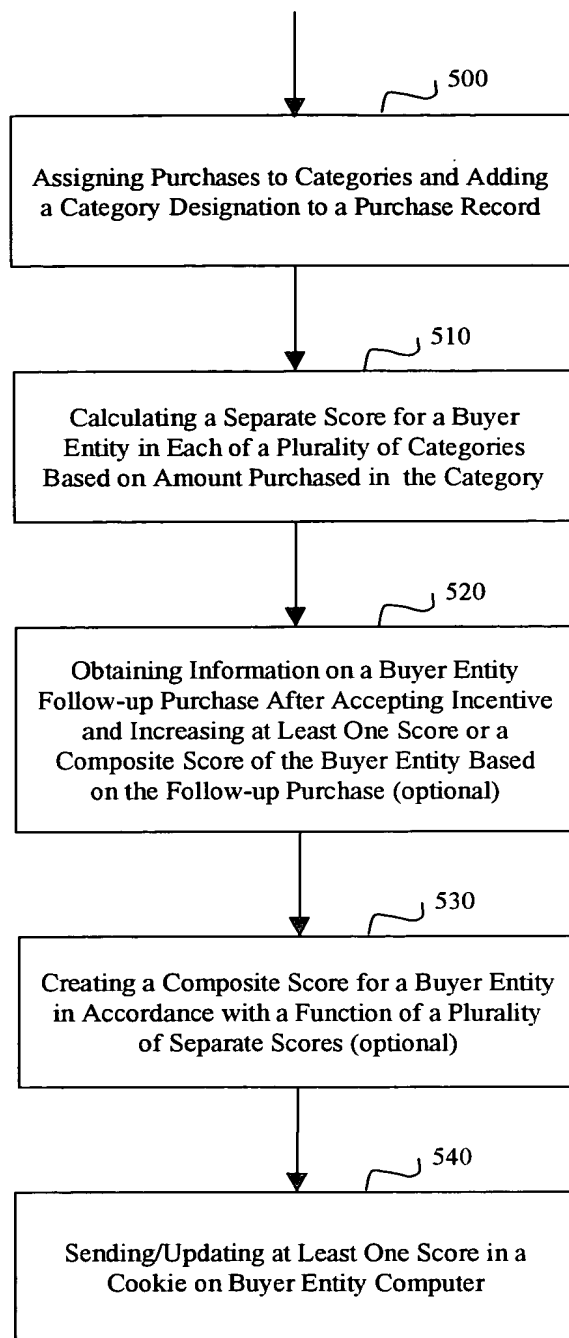 500
Assigning Purchases to Categories and Adding
a Category Designation to a Purchase Record
510
Calculating a Separate Score for a Buyer
Entity in Each of a Plurality of Categories
Based on Amount Purchased in the Category
520
Obtaining Information on a Buyer Entity
Follow-up Purchase After Accepting Incentive
and Increasing at Least One Score or a
Composite Score of the Buyer Entity Based
on the Follow-up Purchase (optional)
530
Creating a Composite Score for a Buyer Entity
in Accordance with a Function of a Plurality
of Separate Scores (optional)
540
Sending/Updating at Least One Score in a
Cookie on Buyer Entity Computer